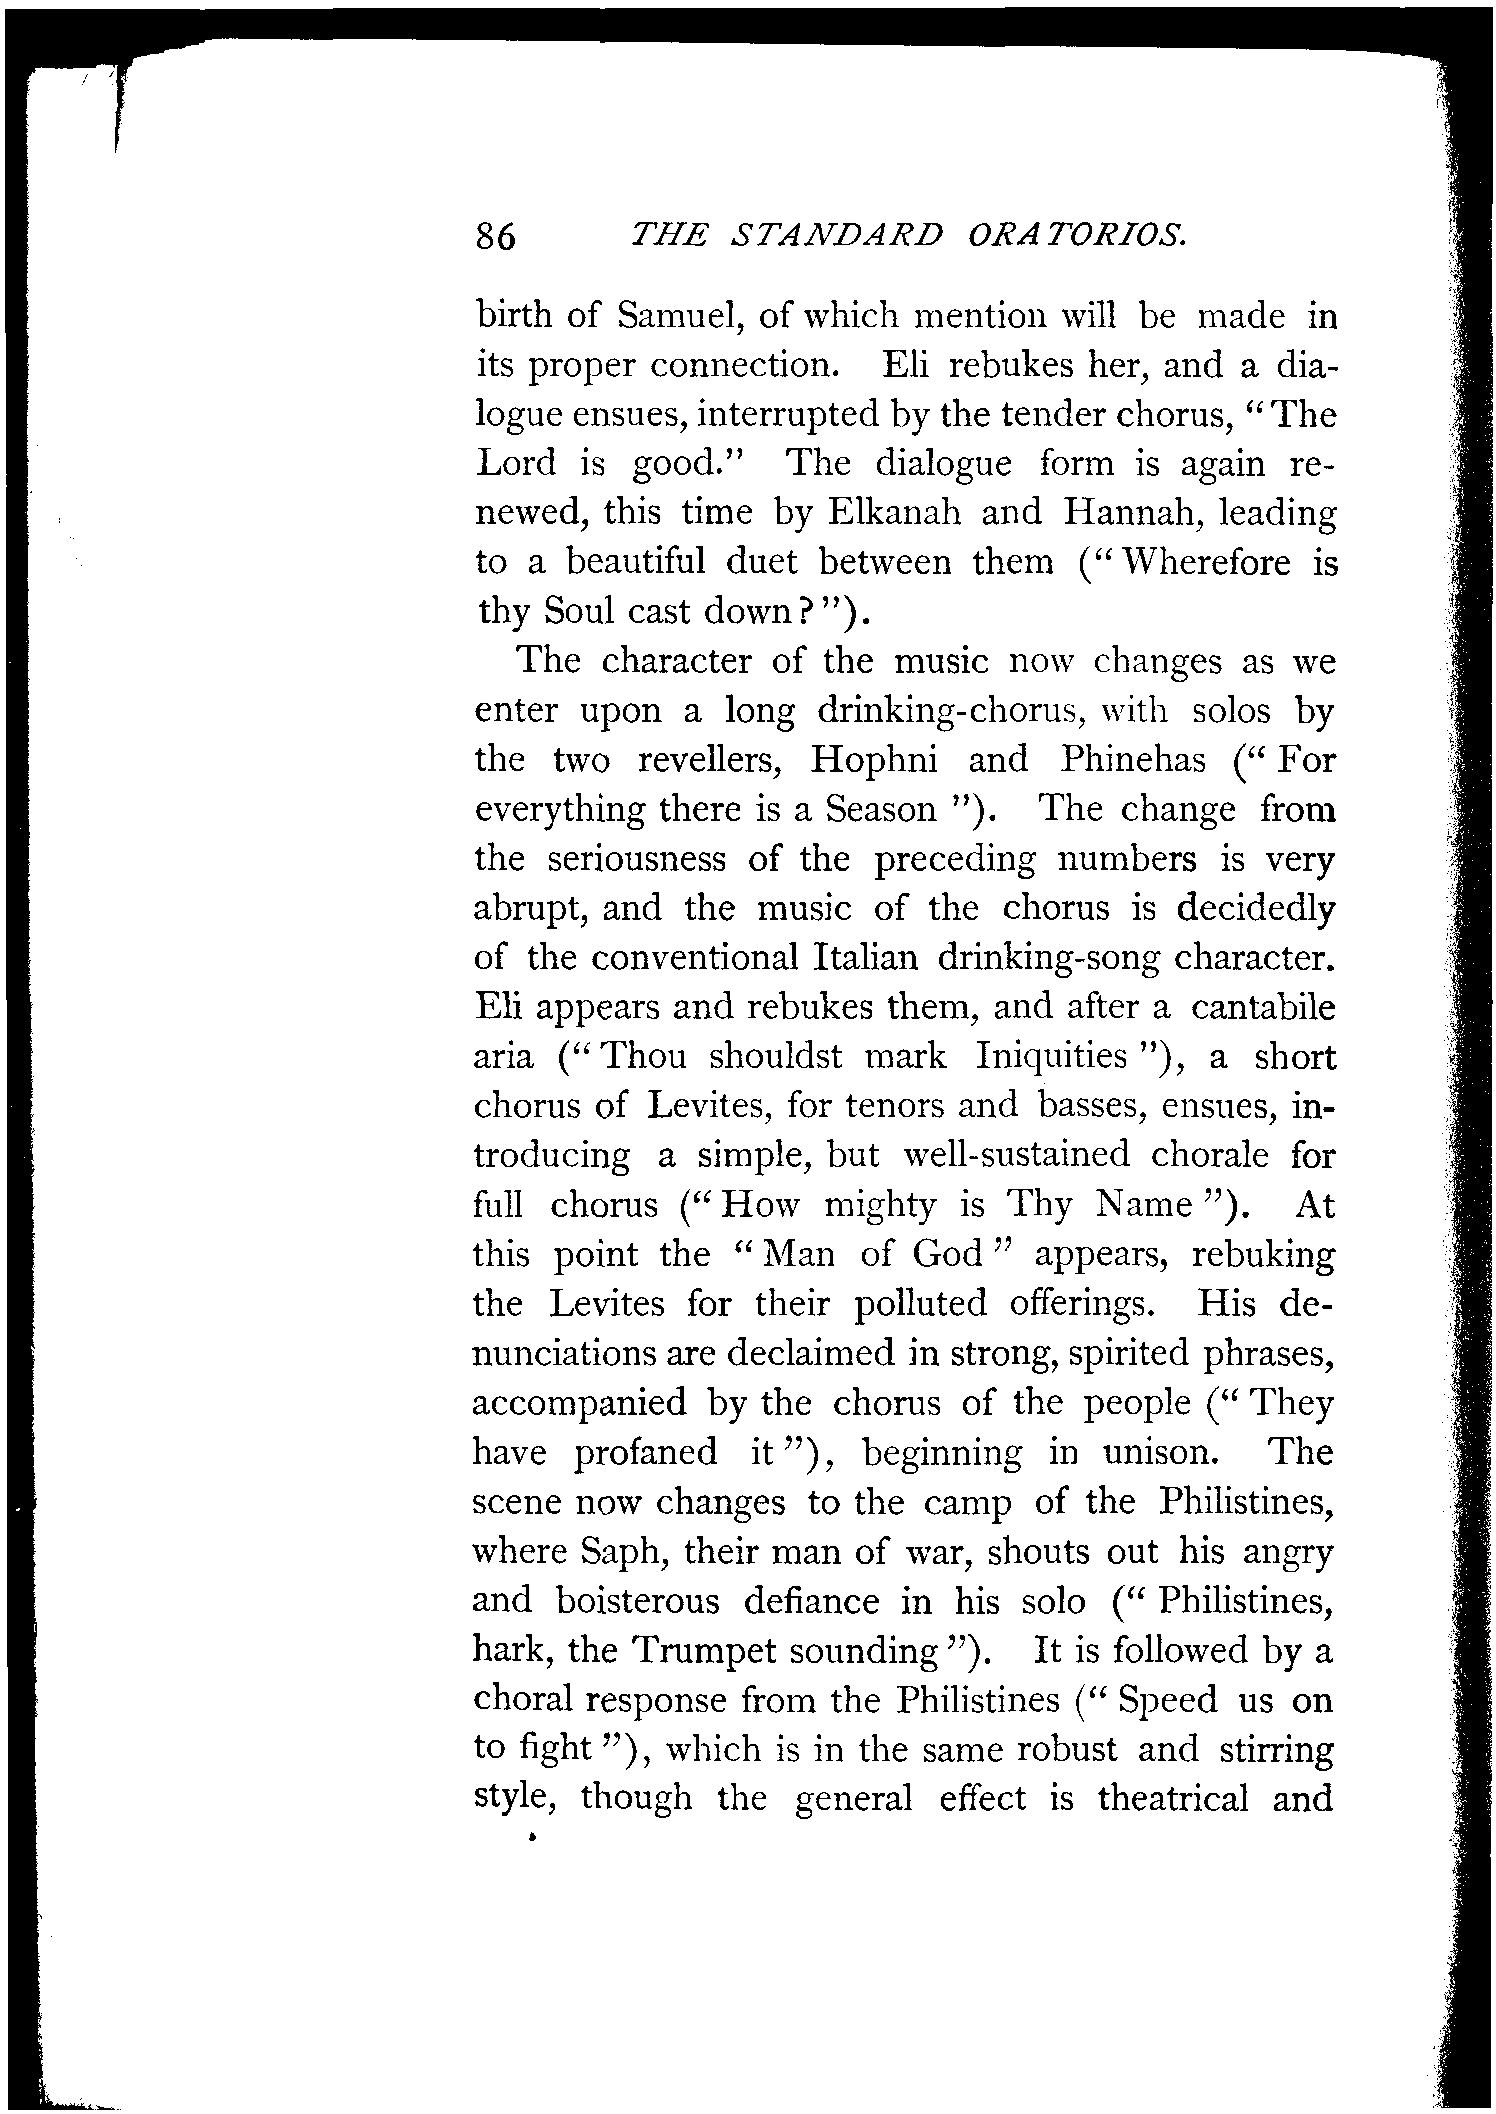 86 THE STANDARD ORATORIOS.
birth of Samuel, of which mention will be made in
its proper connection. Eli rebukes her, and a dia-
logue ensues, interrupted by the tender chorus, "The
Lord is good." The dialogue form is again re-
newed, this time by Elkanah and Hannah, leading
to a beautiful duet between them ("Wherefore is
thy Soul cast down?").
The character of the music now changes as we
enter upon a long drinking-chorus, with solos by
the two revellers, Hophni and Phinehas ("For
everything there is a Season"). The change from
the seriousness of the preceding numbers is very
abrupt, and the music of the chorus is decidedly
of the conventional Italian drinking-song character.
Eli appears and rebukes them, and after a cantabile
aria ("Thou shouldst mark Iniquities"), a short
chorus of Levites, for tenors and basses, ensues, in-
troducing a simple, but well-sustained chorale for
full chorus ("How mighty is Thy Name"). At
this point the "Man of God" appears, rebuking
the Levites for their polluted offerings. His de-
nunciations are declaimed in strong, spirited phrases,
accompanied by the chorus of the people ("They
have profaned it"), beginning in unison. The
scene now changes to the camp of the Philistines,
where Saph, their man of war, shouts out his angry
and boisterous defiance in his solo ("Philistines,
hark, the Trumpet sounding"). It is followed by a
choral response from the Philistines ("Speed us on
to fight"), which is in the same robust and stirring
style, though the general effect is theatrical and